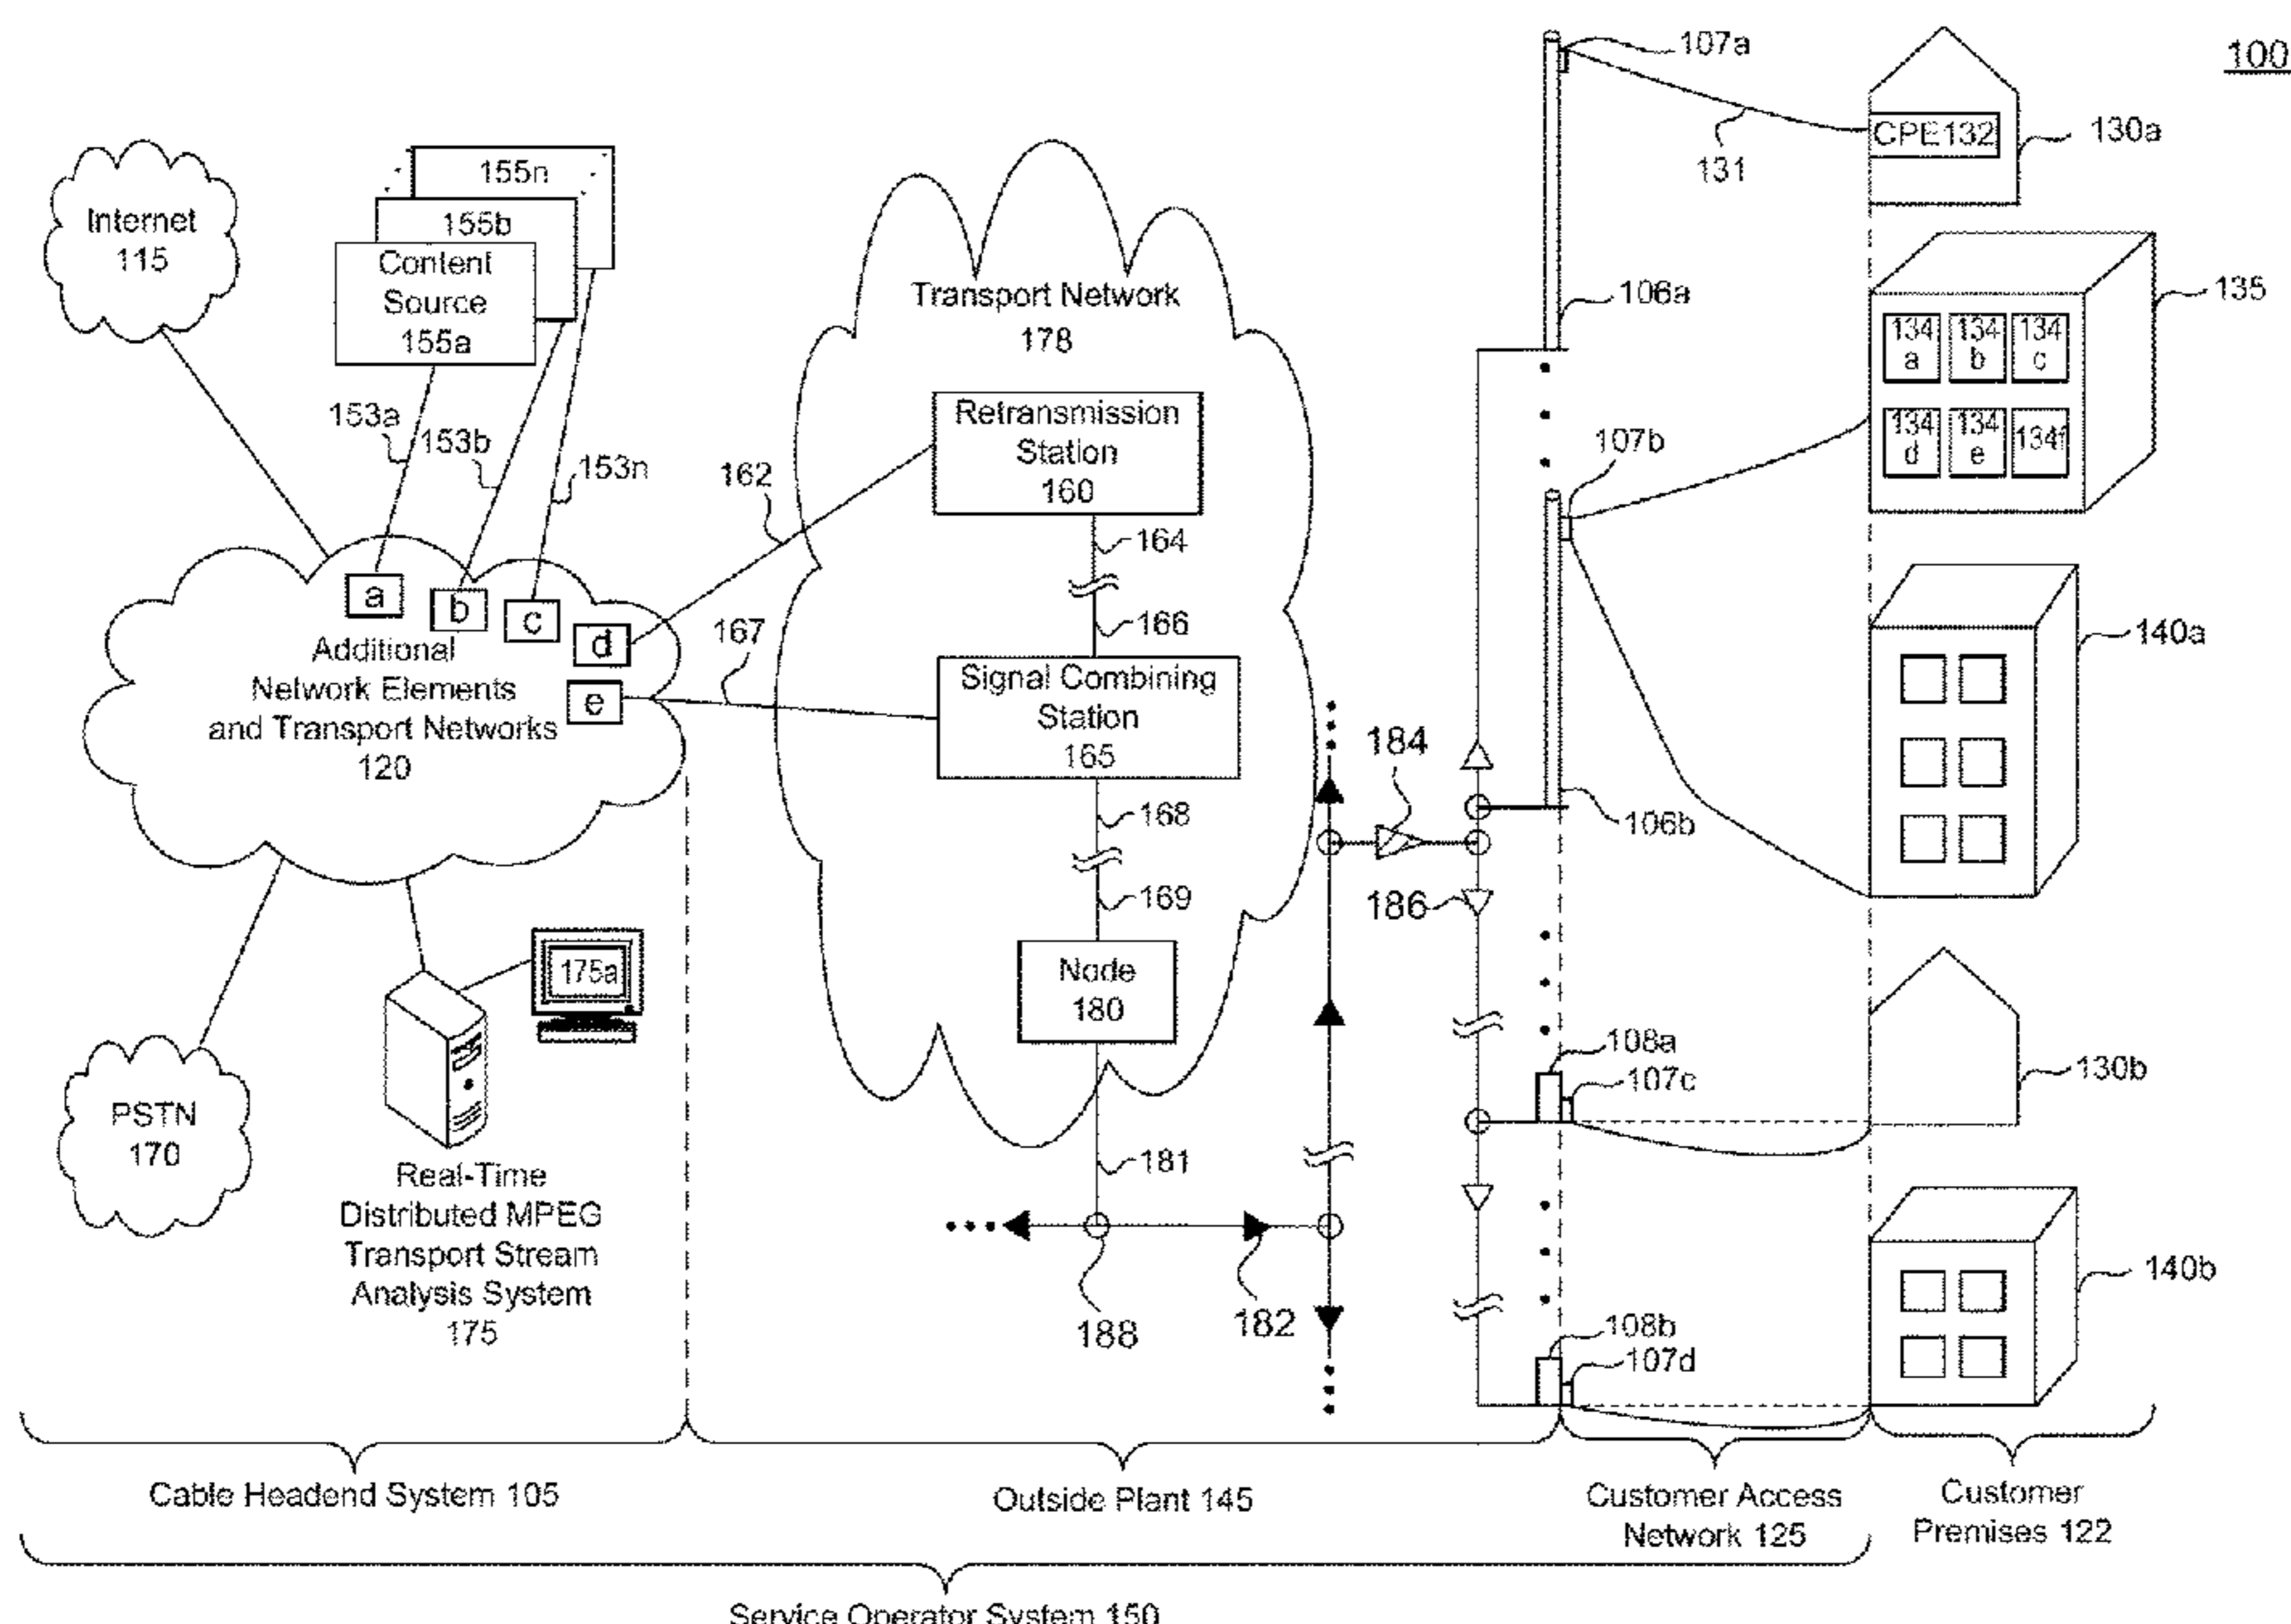 100
107a
CPE132
130a
131
155n
155b
Content
Source
155a
Internet
115
Transport Network
178
106a
135
134
a
134
b
134
c
134
d
134
e
134f
153a
153b
153n
Retransmission
Station
160
162
107b
164
166
a
b
c
d
e
167
Additional
Network Elements
and Transport Networks
120
Signal Combining
Station
165
140a
184
168
106b
169
186
175a
Node
180
108a
107c
130b
PSTN
170
181
Real-Time
Distributed MPEG
Transport Stream
Analysis System
175
188
182
140b
108b
107d
Cable Headend System 105
Outside Plant 145
Customer Access
Network 125
Customer
Premises 122
Service Operator System 150